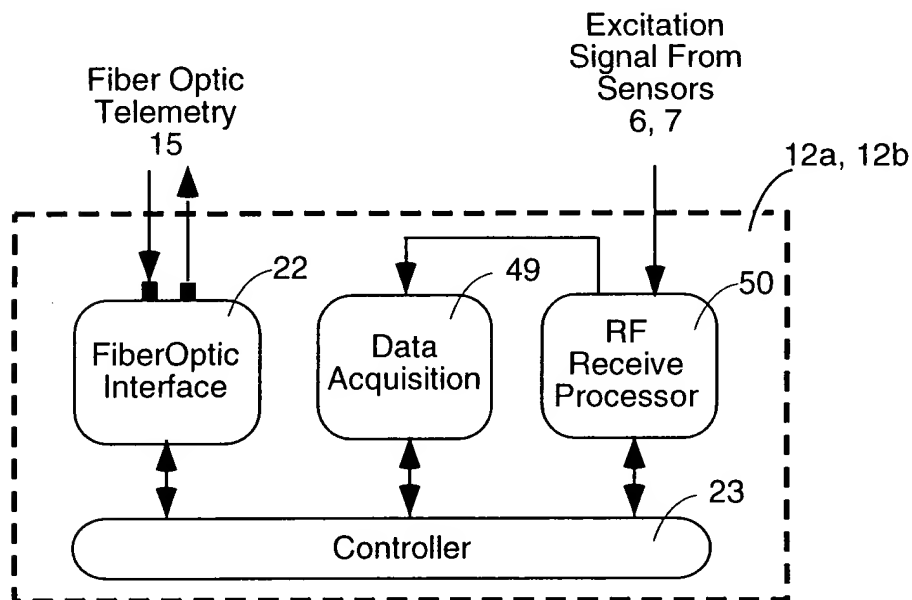 Excitation
Signal From
Sensors
6, 7
Fiber Optic
Telemetry
15
12a, 12b
22
49
50
FiberOptic
Interface
Data
Acquisition
RF
Receive
Processor
23
Controller